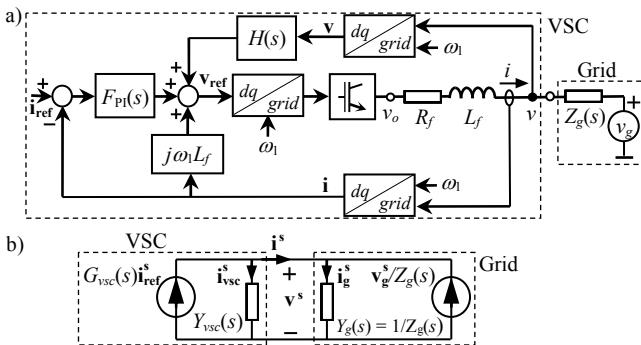 a)
VSC
H(s)
v
dq
grid
ω₁
i
Grid
i_ref
F_PI(s)
v_ref
dq
grid
ω₁
v_o
R_f
L_f
v
Z_g(s)
v_g
jω₁L_f
i
dq
grid
ω₁
b)
VSC
i^s
Grid
G_vsc(s)i^s_ref
i^s_vsc
v^s
i^s_g
v^s_g/Z_g(s)
Y_vsc(s)
Y_g(s) = 1/Z_g(s)